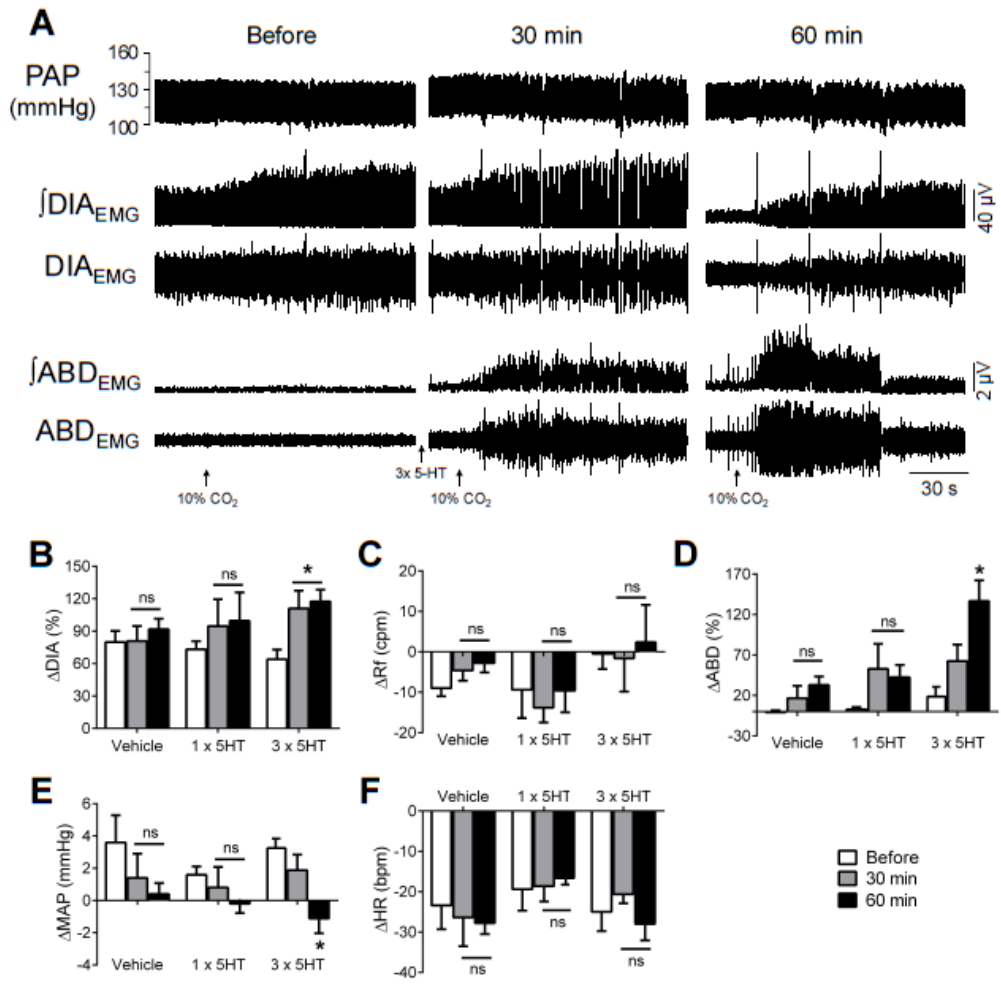 A
Before 30 min 60 min
PAP
(mmHg)
160
130
100
∫DIAEMG
40 µV
DIAEMG
∫ABDEMG
2 µV
ABDEMG
3x 5-HT
10% CO2 10% CO2 10% CO2
30 s
B
ΔDIA (%)
150
120
90
60
30
0
ns ns *
Vehicle 1 x 5HT 3 x 5HT
C
ΔRf (cpm)
20
10
0
-10
-20
ns ns ns
Vehicle 1 x 5HT 3 x 5HT
D
ΔABD (%)
170
120
70
20
-30
ns ns *
Vehicle 1 x 5HT 3 x 5HT
E
ΔMAP (mmHg)
6
4
2
0
-2
-4
ns ns *
Vehicle 1 x 5HT 3 x 5HT
F
Vehicle 1 x 5HT 3 x 5HT
ΔHR (bpm)
0
-10
-20
-30
-40
ns ns ns
Before
30 min
60 min